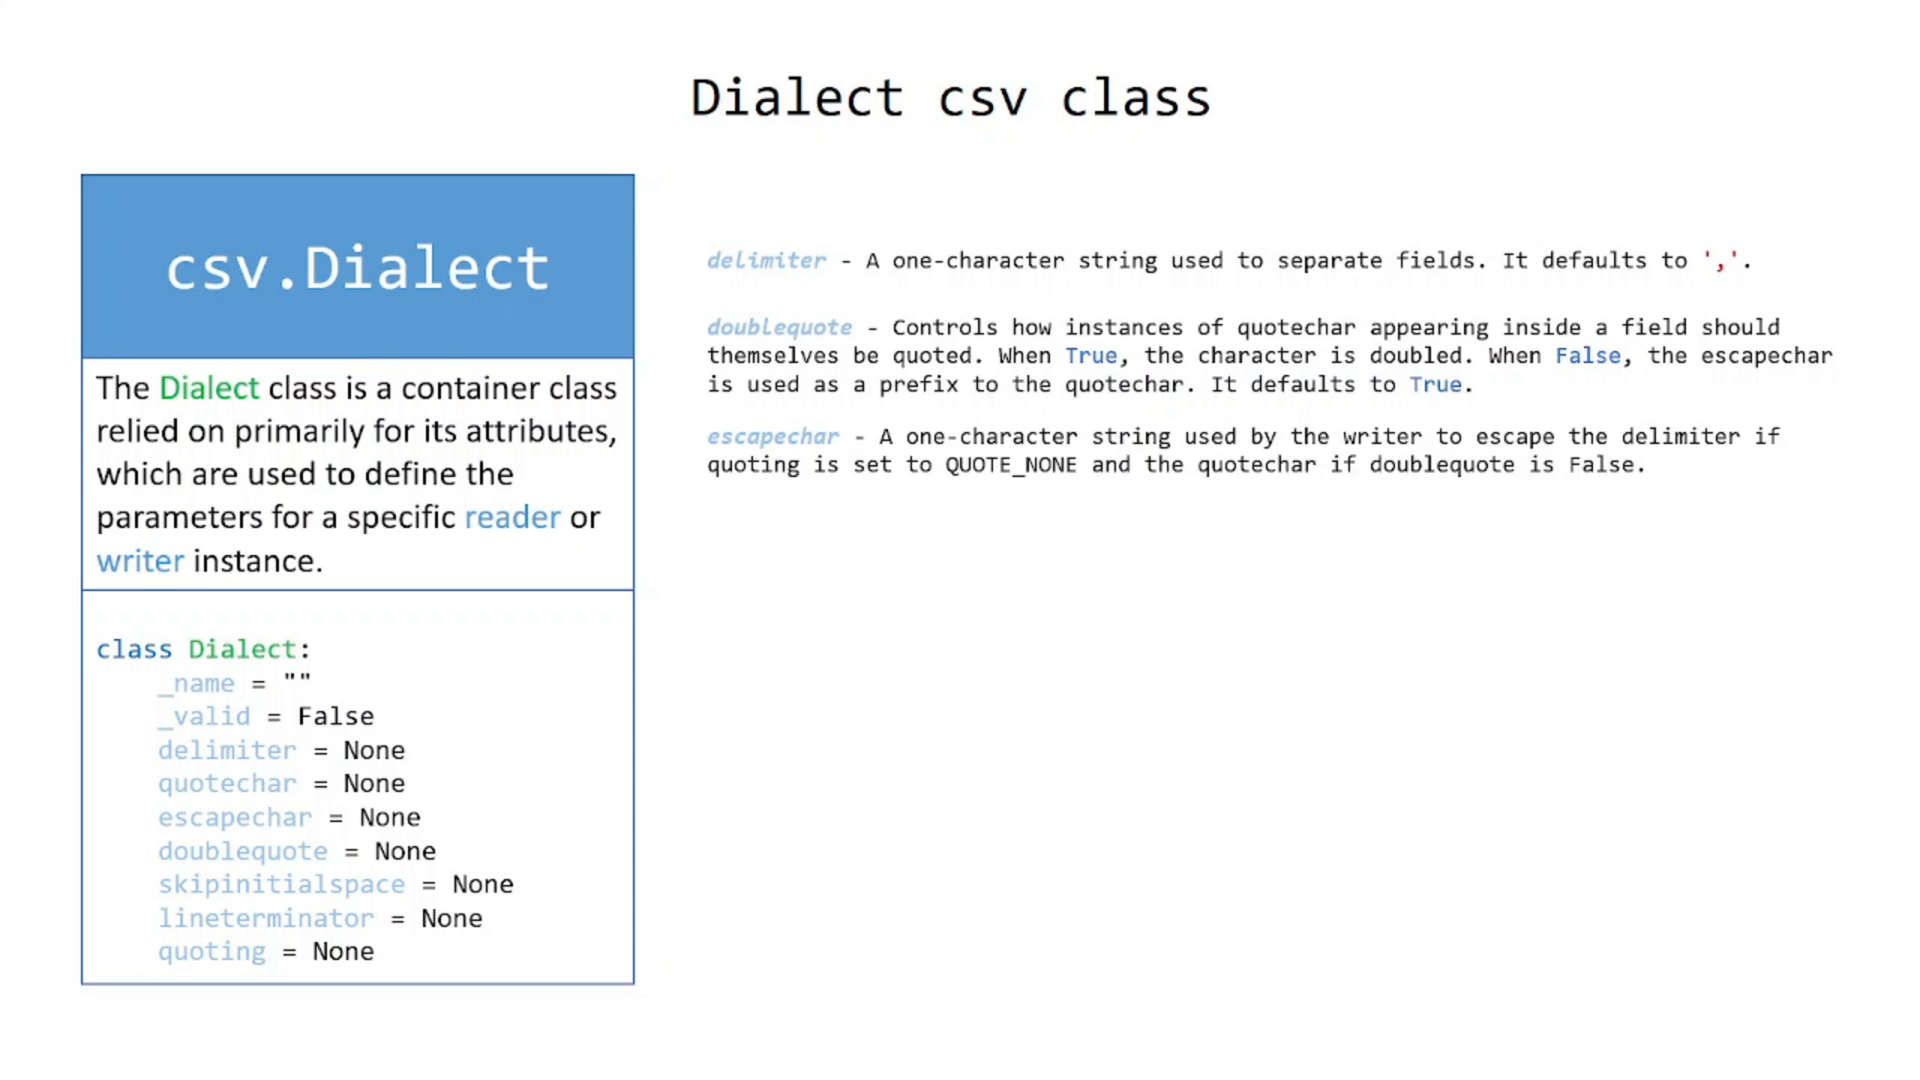 Dialect csv class
csv.Dialect
The Dialect class is a container class
relied on primarily for its attributes,
which are used to define the
parameters for a specific reader or
writer instance.
class Dialect:
    _name = ""
    _valid = False
    delimiter = None
    quotechar = None
    escapechar = None
    doublequote = None
    skipinitialspace = None
    lineterminator = None
    quoting = None
delimiter - A one-character string used to separate fields. It defaults to ','.
doublequote - Controls how instances of quotechar appearing inside a field should
themselves be quoted. When True, the character is doubled. When False, the escapechar
is used as a prefix to the quotechar. It defaults to True.
escapechar - A one-character string used by the writer to escape the delimiter if
quoting is set to QUOTE_NONE and the quotechar if doublequote is False.